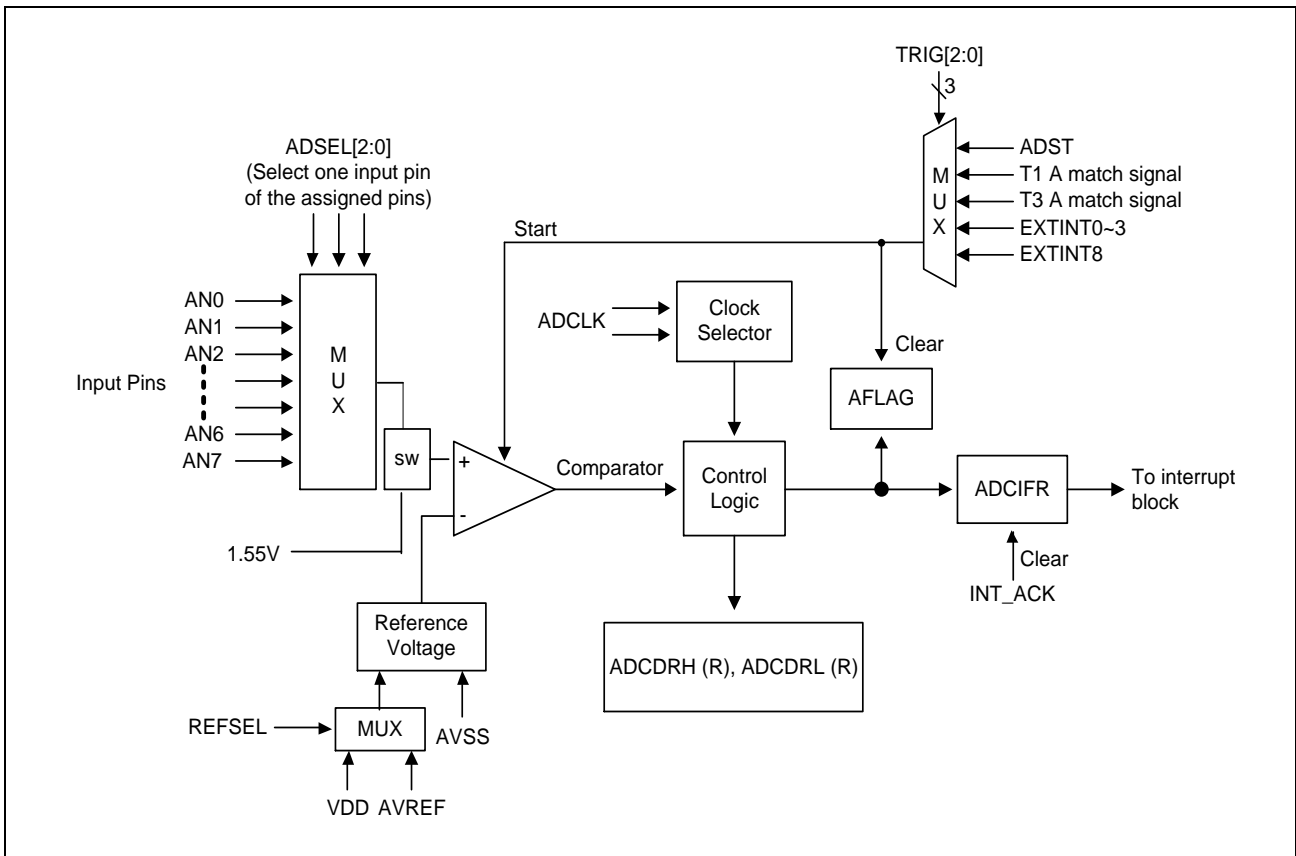 TRIG[2:0]
3
ADSEL[2:0]
(Select one input pin
of the assigned pins)
M
U
X
ADST
T1 A match signal
T3 A match signal
EXTINT0~3
EXTINT8
Start
AN0
AN1
AN2
Input Pins
AN6
AN7
M
U
X
ADCLK
Clock
Selector
Clear
AFLAG
sw
+
-
Comparator
Control
Logic
ADCIFR
To interrupt
block
1.55V
Clear
INT_ACK
Reference
Voltage
ADCDRH (R), ADCDRL (R)
REFSEL
MUX
AVSS
VDD AVREF